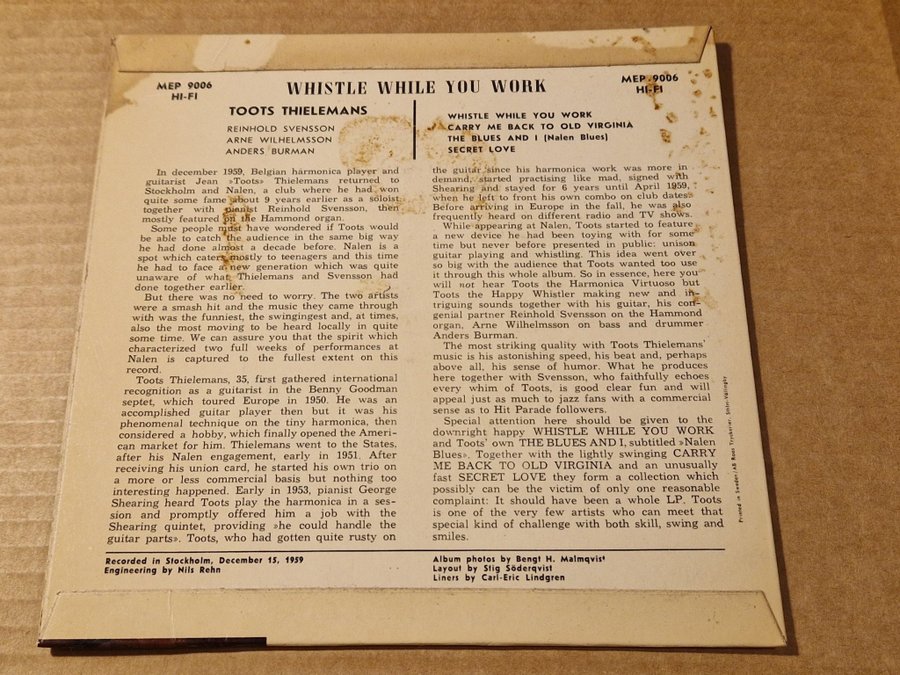 MEP 9006
HI-FI
WHISTLE WHILE YOU WORK
MEP 9006
HI-FI
TOOTS THIELEMANS
REINHOLD SVENSSON
ARNE WILHELMSSON
ANDERS BURMAN
WHISTLE WHILE YOU WORK
CARRY ME BACK TO OLD VIRGINIA
THE BLUES AND I (Nalen Blues)
SECRET LOVE
In december 1959, Belgian harmonica player and
guitarist Jean »Toots» Thielemans returned to
Stockholm and Nalen, a club where he had won
quite some fame about 9 years earlier as a soloist
together with pianist Reinhold Svensson, then
mostly featured on the Hammond organ.
Some people must have wondered if Toots would
be able to catch the audience in the same big way
he had done almost a decade before. Nalen is a
spot which caters mostly to teenagers and this time
he had to face a new generation which was quite
unaware of what Thielemans and Svensson had
done together earlier.
But there was no need to worry. The two artists
were a smash hit and the music they came through
with was the funniest, the swingingest and, at times,
also the most moving to be heard locally in quite
some time. We can assure you that the spirit which
characterized two full weeks of performances at
Nalen is captured to the fullest extent on this
record.
Toots Thielemans, 35, first gathered international
recognition as a guitarist in the Benny Goodman
septet, which toured Europe in 1950. He was an
accomplished guitar player then but it was his
phenomenal technique on the tiny harmonica, then
considered a hobby, which finally opened the Ameri-
can market for him. Thielemans went to the States,
after his Nalen engagement, early in 1951. After
receiving his union card, he started his own trio on
a more or less commercial basis but nothing too
interesting happened. Early in 1953, pianist George
Shearing heard Toots play the harmonica in a ses-
sion and promptly offered him a job with the
Shearing quintet, providing »he could handle the
guitar parts». Toots, who had gotten quite rusty on
the guitar since his harmonica work was more in
demand, started practising like mad, signed with
Shearing and stayed for 6 years until April 1959,
when he left to front his own combo on club dates.
Before arriving in Europe in the fall, he was also
frequently heard on different radio and TV shows.
While appearing at Nalen, Toots started to feature
a new device he had been toying with for some
time but never before presented in public: unison
guitar playing and whistling. This idea went over
so big with the audience that Toots wanted too use
it through this whole album. So in essence, here you
will not hear Toots the Harmonica Virtuoso but
Toots the Happy Whistler making new and in-
triguing sounds together with his guitar, his con-
genial partner Reinhold Svensson on the Hammond
organ, Arne Wilhelmsson on bass and drummer
Anders Burman.
The most striking quality with Toots Thielemans'
music is his astonishing speed, his beat and, perhaps
above all, his sense of humor. What he produces
here together with Svensson, who faithfully echoes
every whim of Toots, is good clear fun and will
appeal just as much to jazz fans with a commercial
sense as to Hit Parade followers.
Special attention here should be given to the
downright happy WHISTLE WHILE YOU WORK
and Toots' own THE BLUES AND I, subtitled »Nalen
Blues». Together with the lightly swinging CARRY
ME BACK TO OLD VIRGINIA and an unusually
fast SECRET LOVE they form a collection which
possibly can be the victim of only one reasonable
complaint: It should have been a whole LP. Toots
is one of the very few artists who can meet that
special kind of challenge with both skill, swing and
smiles.
Printed in Sweden/AB Roos Tryckerier, Sthlm-Vällingby
Recorded in Stockholm, December 15, 1959
Engineering by Nils Rehn
Album photos by Bengt H. Malmqvist
Layout by Stig Söderqvist
Liners by Carl-Eric Lindgren